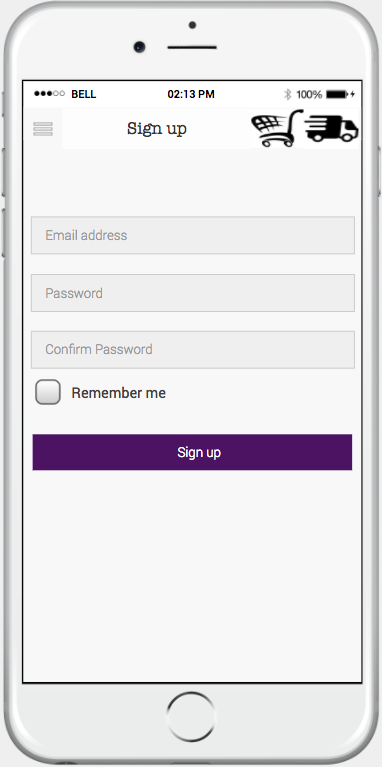 BELL 02:13 PM 100%
Sign up
Email address
Password
Confirm Password
Remember me
Sign up